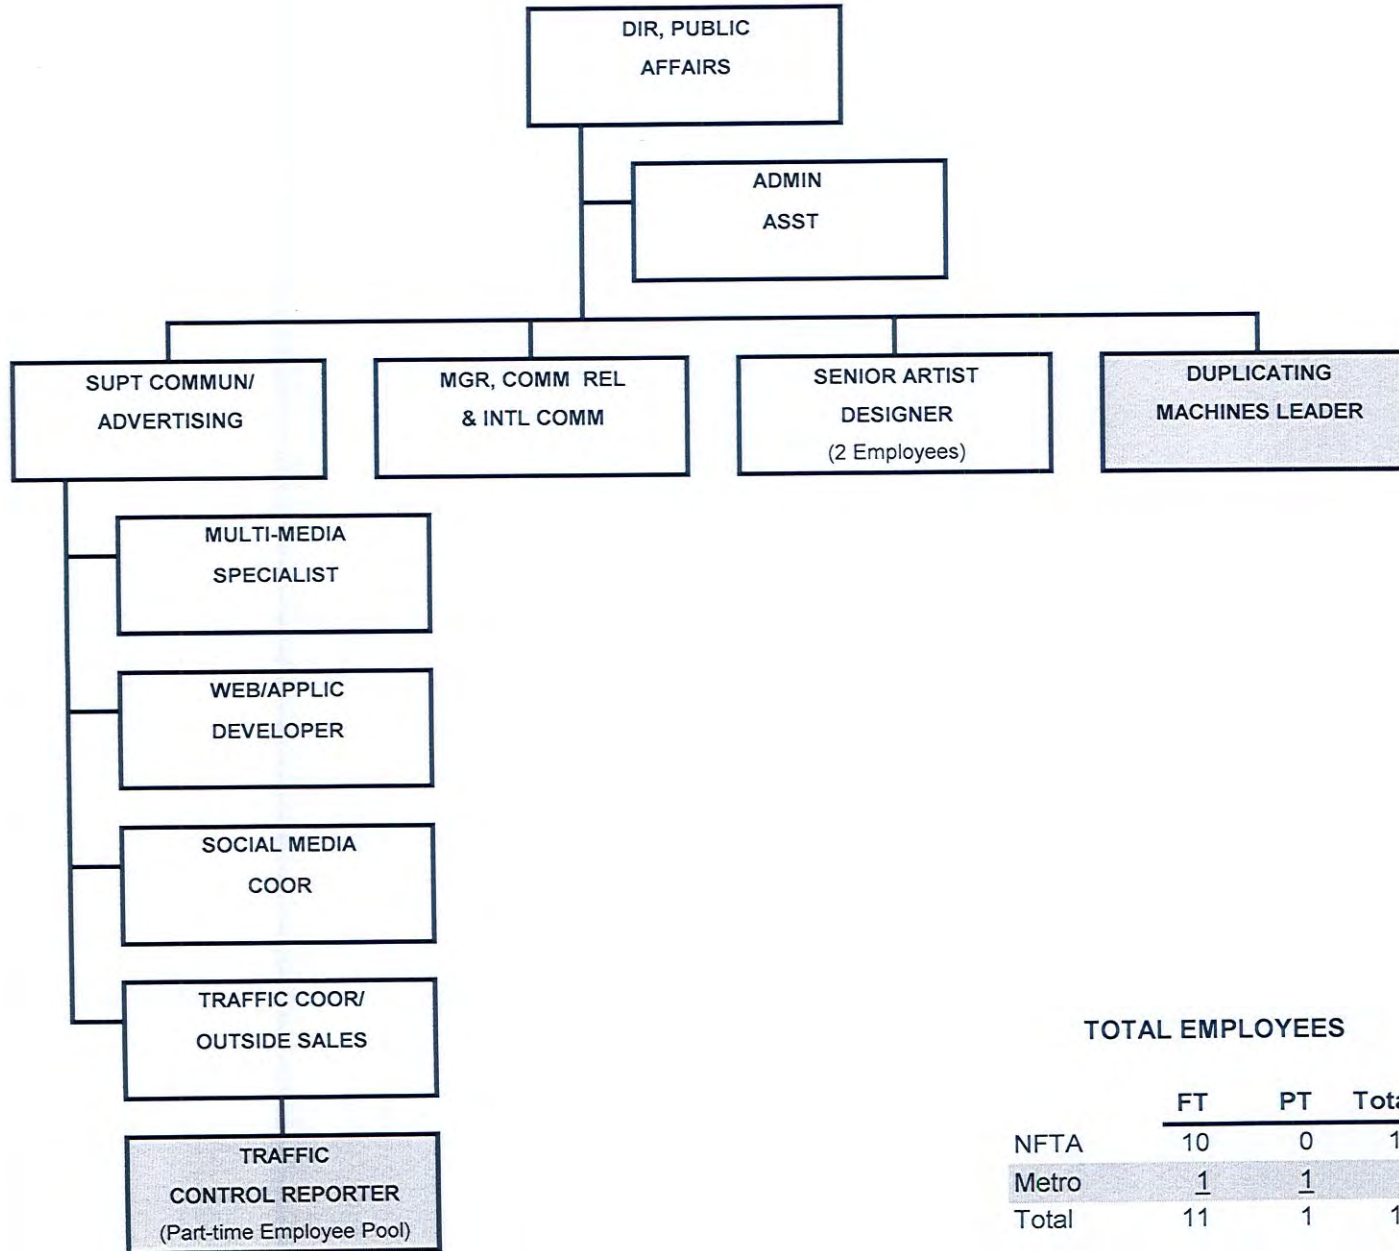 DIR, PUBLIC
AFFAIRS
ADMIN
ASST
SUPT COMMUN/
ADVERTISING
MGR, COMM REL
& INTL COMM
SENIOR ARTIST
DESIGNER
(2 Employees)
DUPLICATING
MACHINES LEADER
MULTI-MEDIA
SPECIALIST
WEB/APPLIC
DEVELOPER
SOCIAL MEDIA
COOR
TRAFFIC COOR/
OUTSIDE SALES
TRAFFIC
CONTROL REPORTER
(Part-time Employee Pool)
TOTAL EMPLOYEES
FT PT
NFTA 10 0
Metro 1 1
Total 11 1